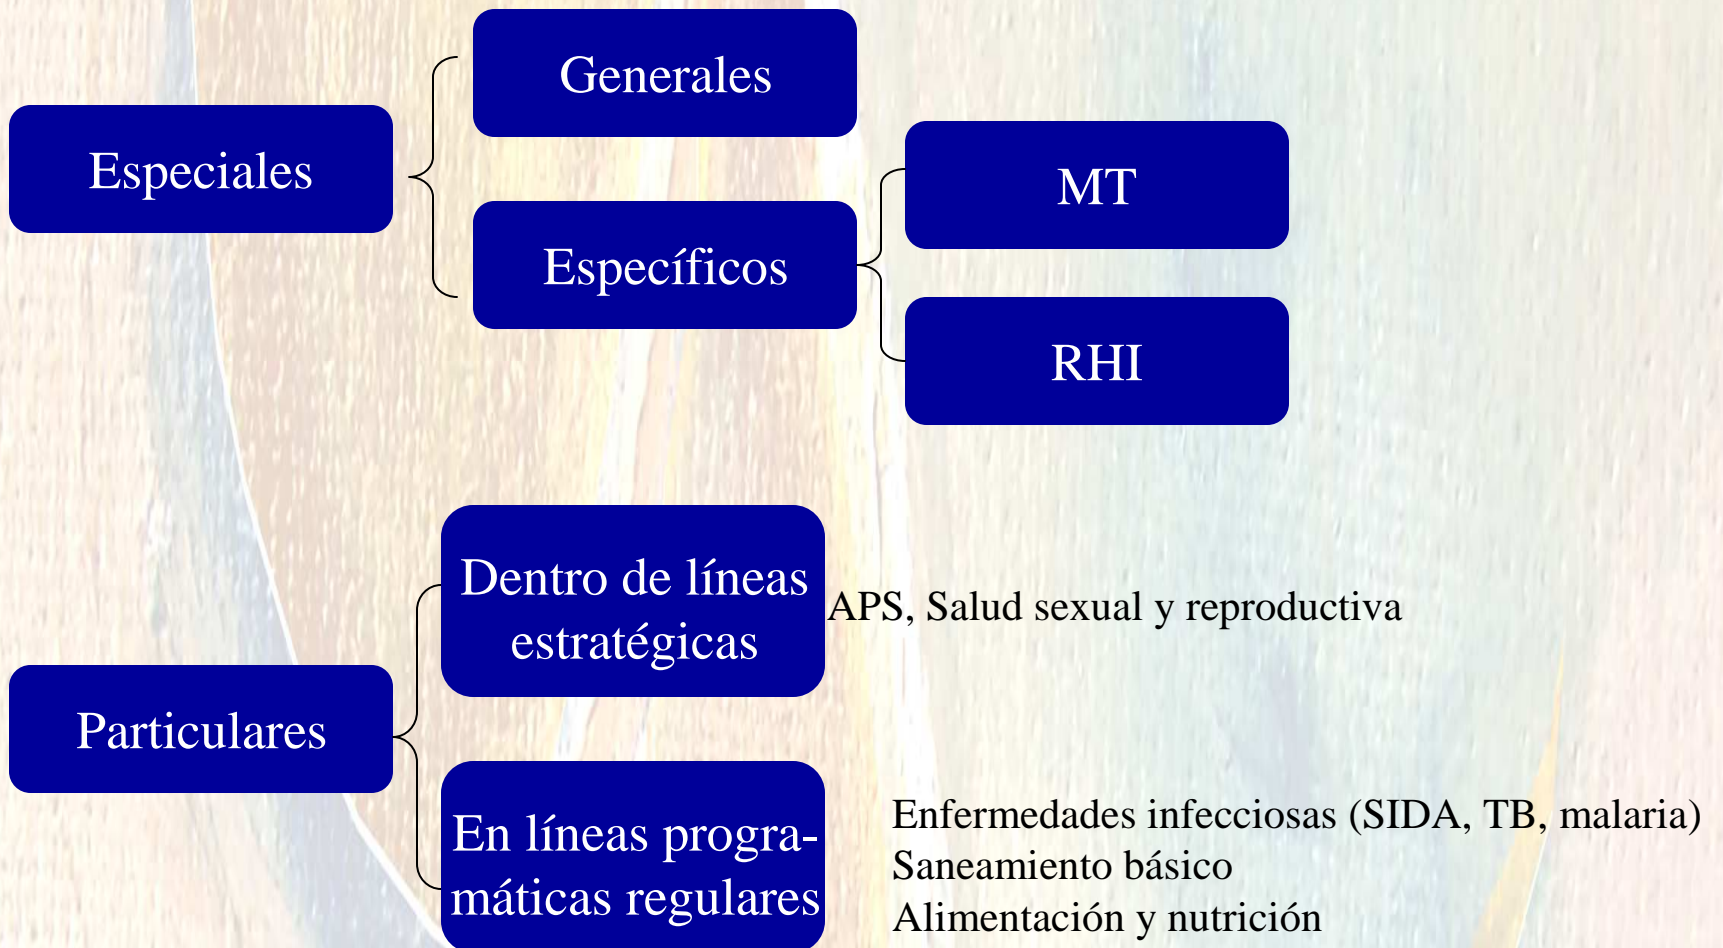 Generales
Especiales
MT
Específicos
RHI
Dentro de líneas
estratégicas
APS, Salud sexual y reproductiva
Particulares
En líneas progra-
máticas regulares
Enfermedades infecciosas (SIDA, TB, malaria)
Saneamiento básico
Alimentación y nutrición